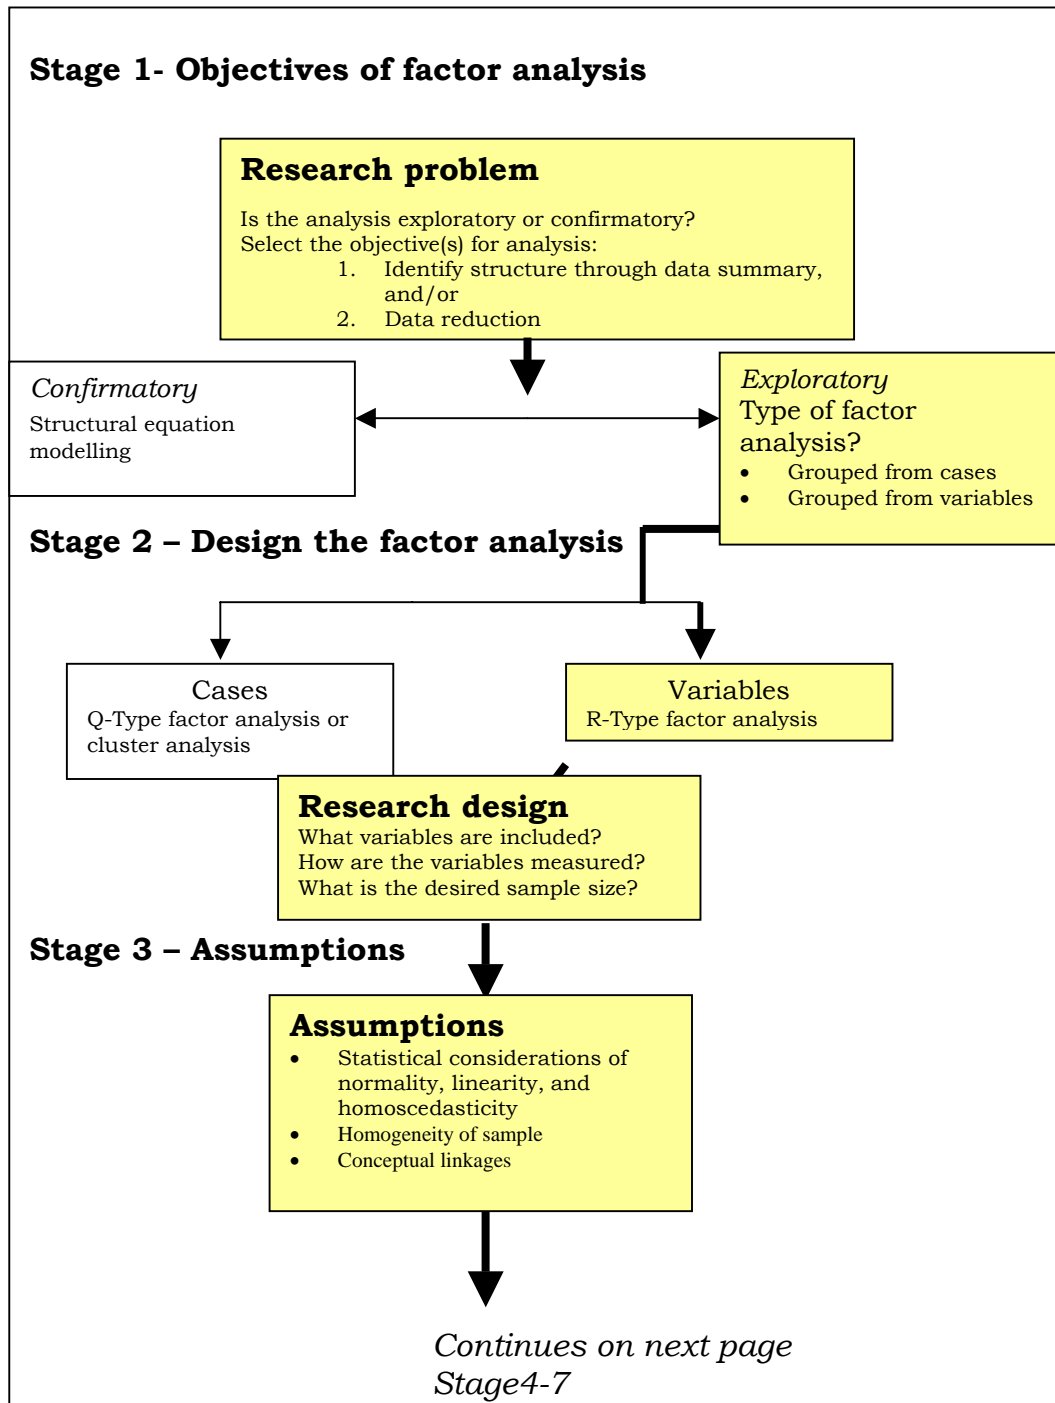 Stage 1- Objectives of factor analysis
Research problem
Is the analysis exploratory or confirmatory?
Select the objective(s) for analysis:
1. Identify structure through data summary,
and/or
2. Data reduction
Confirmatory
Structural equation
modelling
Exploratory
Type of factor
analysis?
• Grouped from cases
• Grouped from variables
Stage 2 – Design the factor analysis
Cases
Q-Type factor analysis or
cluster analysis
Variables
R-Type factor analysis
Research design
What variables are included?
How are the variables measured?
What is the desired sample size?
Stage 3 – Assumptions
Assumptions
• Statistical considerations of
normality, linearity, and
homoscedasticity
• Homogeneity of sample
• Conceptual linkages
Continues on next page
Stage4-7